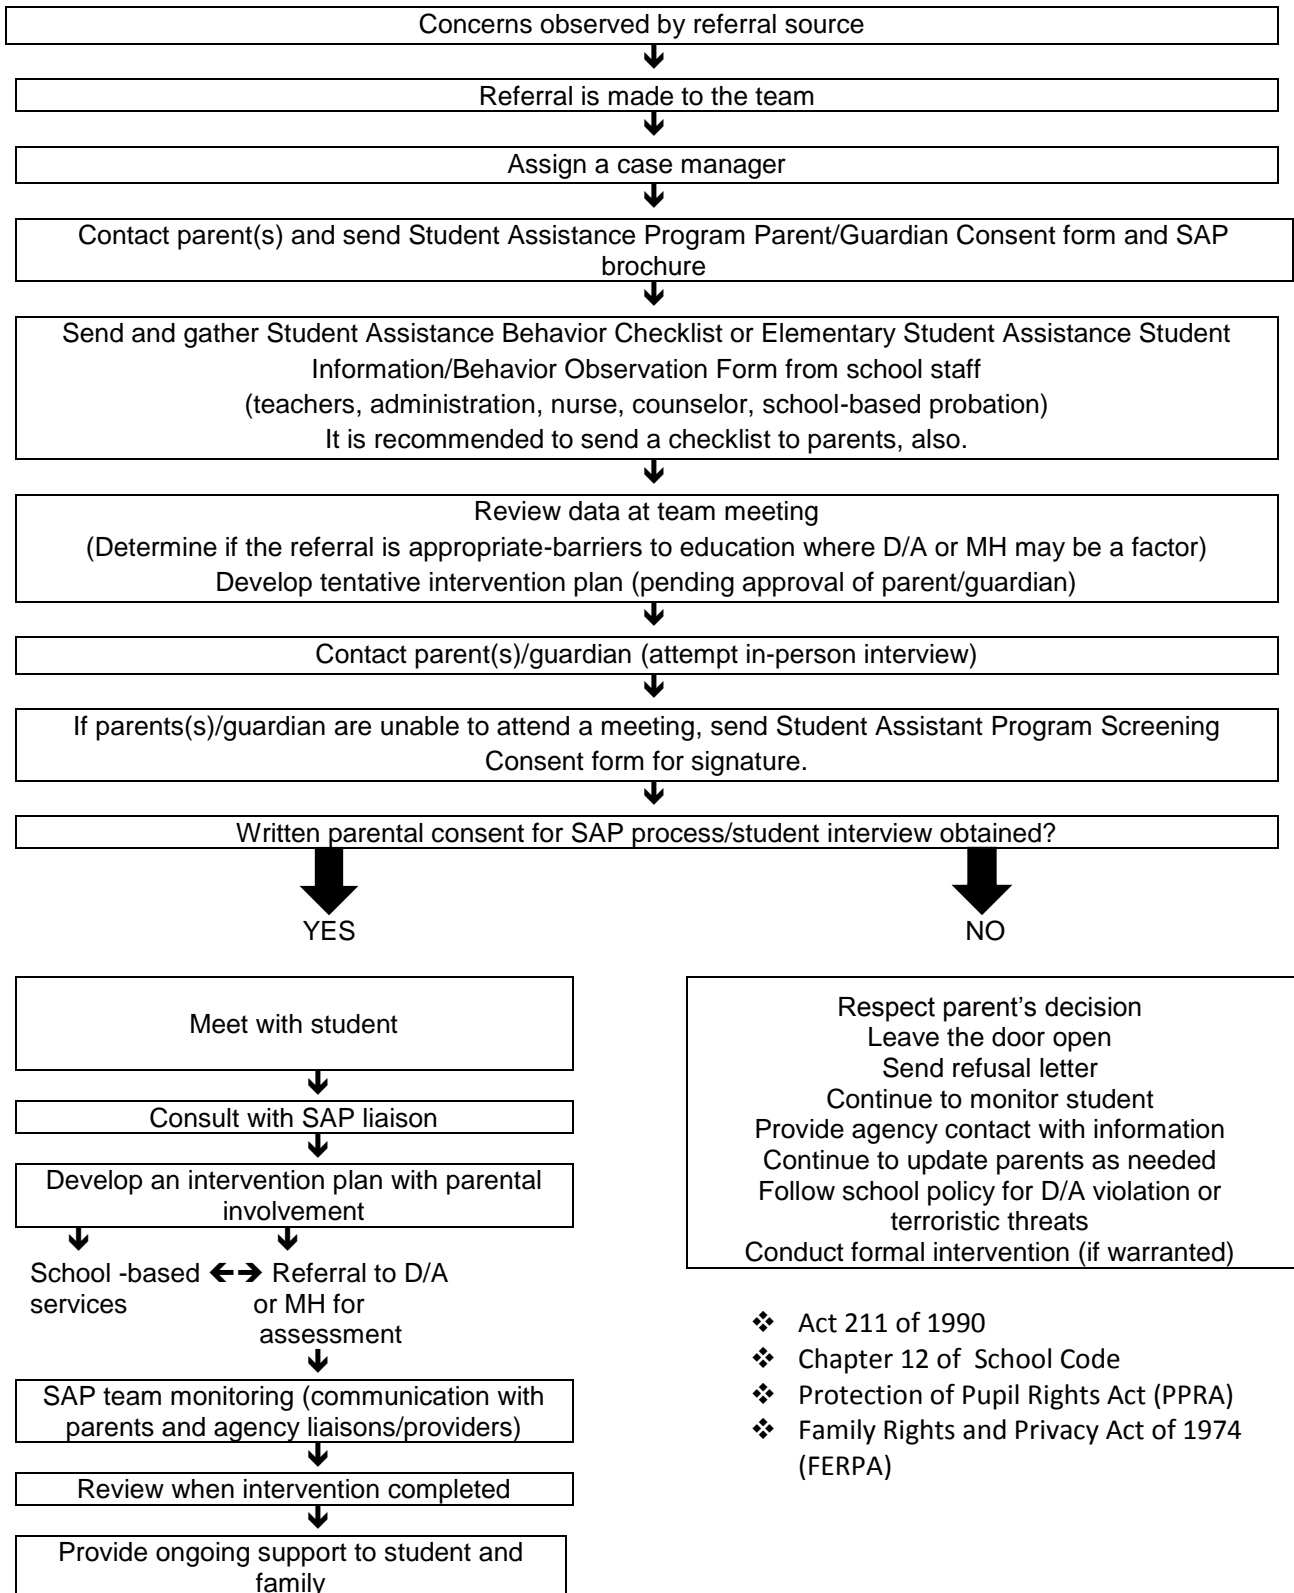 Concerns observed by referral source
Referral is made to the team
Assign a case manager
Contact parent(s) and send Student Assistance Program Parent/Guardian Consent form and SAP
brochure
Send and gather Student Assistance Behavior Checklist or Elementary Student Assistance Student
Information/Behavior Observation Form from school staff
(teachers, administration, nurse, counselor, school-based probation)
It is recommended to send a checklist to parents, also.
Review data at team meeting
(Determine if the referral is appropriate-barriers to education where D/A or MH may be a factor)
Develop tentative intervention plan (pending approval of parent/guardian)
Contact parent(s)/guardian (attempt in-person interview)
If parents(s)/guardian are unable to attend a meeting, send Student Assistant Program Screening
Consent form for signature.
Written parental consent for SAP process/student interview obtained?
YES
NO
Meet with student
Consult with SAP liaison
Develop an intervention plan with parental
involvement
School -based ←→ Referral to D/A
services or MH for
assessment
SAP team monitoring (communication with
parents and agency liaisons/providers)
Review when intervention completed
Provide ongoing support to student and
family
Respect parent’s decision
Leave the door open
Send refusal letter
Continue to monitor student
Provide agency contact with information
Continue to update parents as needed
Follow school policy for D/A violation or
terroristic threats
Conduct formal intervention (if warranted)
❖ Act 211 of 1990
❖ Chapter 12 of School Code
❖ Protection of Pupil Rights Act (PPRA)
❖ Family Rights and Privacy Act of 1974
(FERPA)